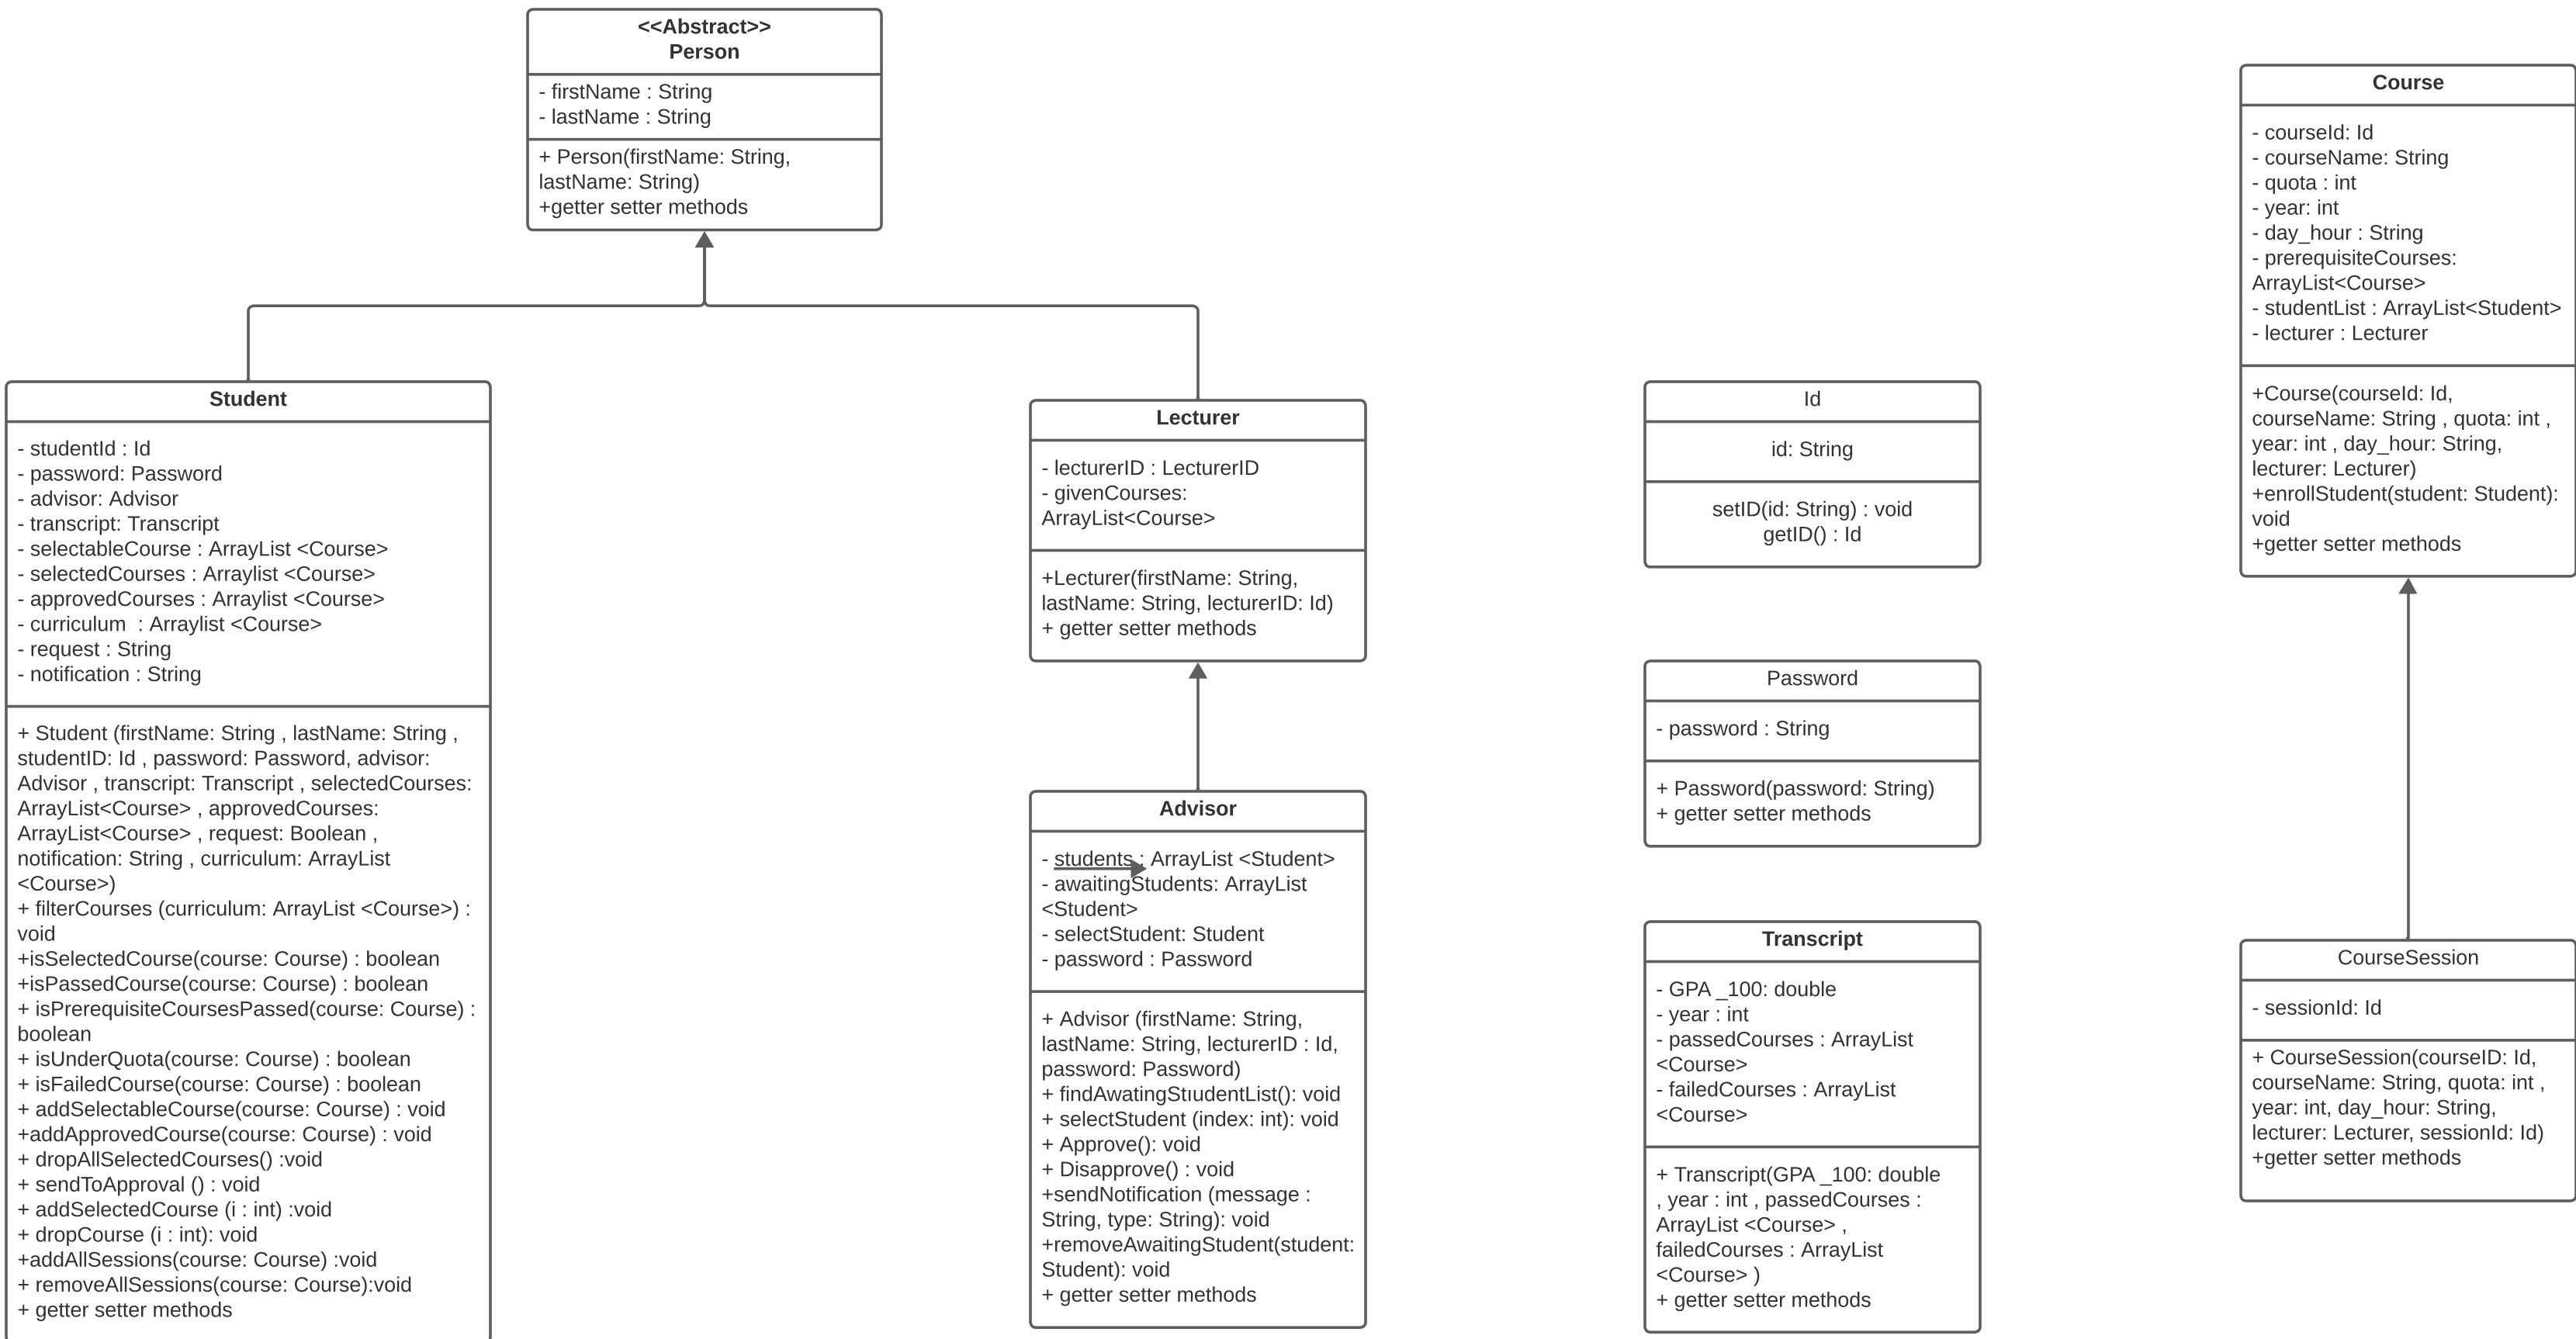 <<Abstract>>
Person
- firstName : String
- lastName : String
+ Person(firstName: String,
lastName: String)
+getter setter methods
Student
- studentId : Id
- password: Password
- advisor: Advisor
- transcript: Transcript
- selectableCourse : ArrayList <Course>
- selectedCourses : Arraylist <Course>
- approvedCourses : Arraylist <Course>
- curriculum  : Arraylist <Course>
- request : String
- notification : String
+ Student (firstName: String , lastName: String ,
studentID: Id , password: Password, advisor:
Advisor , transcript: Transcript , selectedCourses:
ArrayList<Course> , approvedCourses:
ArrayList<Course> , request: Boolean ,
notification: String , curriculum: ArrayList
<Course>)
+ filterCourses (curriculum: ArrayList <Course>) :
void
+isSelectedCourse(course: Course) : boolean
+isPassedCourse(course: Course) : boolean
+ isPrerequisiteCoursesPassed(course: Course) :
boolean
+ isUnderQuota(course: Course) : boolean
+ isFailedCourse(course: Course) : boolean
+ addSelectableCourse(course: Course) : void
+addApprovedCourse(course: Course) : void
+ dropAllSelectedCourses() :void
+ sendToApproval () : void
+ addSelectedCourse (i : int) :void
+ dropCourse (i : int): void
+addAllSessions(course: Course) :void
+ removeAllSessions(course: Course):void
+ getter setter methods
Lecturer
- lecturerID : LecturerID
- givenCourses:
ArrayList<Course>
+Lecturer(firstName: String,
lastName: String, lecturerID: Id)
+ getter setter methods
Advisor
- students : ArrayList <Student>
- awaitingStudents: ArrayList
<Student>
- selectStudent: Student
- password : Password
+ Advisor (firstName: String,
lastName: String, lecturerID : Id,
password: Password)
+ findAwatingStıudentList(): void
+ selectStudent (index: int): void
+ Approve(): void
+ Disapprove() : void
+sendNotification (message :
String, type: String): void
+removeAwaitingStudent(student:
Student): void
+ getter setter methods
Id
id: String
setID(id: String) : void
getID() : Id
Password
- password : String
+ Password(password: String)
+ getter setter methods
Transcript
- GPA _100: double
- year : int
- passedCourses : ArrayList
<Course>
- failedCourses : ArrayList
<Course>
+ Transcript(GPA _100: double
, year : int , passedCourses :
ArrayList <Course> ,
failedCourses : ArrayList
<Course> )
+ getter setter methods
Course
- courseId: Id
- courseName: String
- quota : int
- year: int
- day_hour : String
- prerequisiteCourses:
ArrayList<Course>
- studentList : ArrayList<Student>
- lecturer : Lecturer
+Course(courseId: Id,
courseName: String , quota: int ,
year: int , day_hour: String,
lecturer: Lecturer)
+enrollStudent(student: Student):
void
+getter setter methods
CourseSession
- sessionId: Id
+ CourseSession(courseID: Id,
courseName: String, quota: int ,
year: int, day_hour: String,
lecturer: Lecturer, sessionId: Id)
+getter setter methods